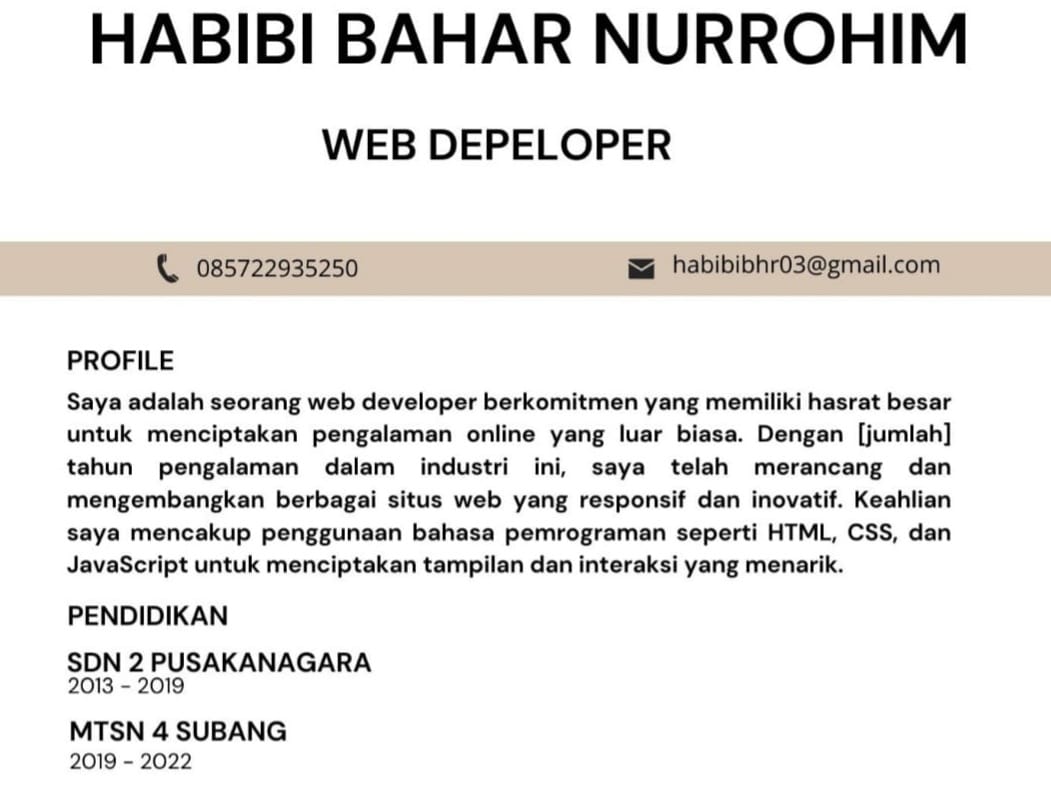 HABIBI BAHAR NURROHIM
WEB DEPELOPER
085722935250
habibibhr03@gmail.com
PROFILE
Saya adalah seorang web developer berkomitmen yang memiliki hasrat besar
untuk menciptakan pengalaman online yang luar biasa. Dengan [jumlah]
tahun pengalaman dalam industri ini, saya telah merancang dan
mengembangkan berbagai situs web yang responsif dan inovatif. Keahlian
saya mencakup penggunaan bahasa pemrograman seperti HTML, CSS, dan
JavaScript untuk menciptakan tampilan dan interaksi yang menarik.
PENDIDIKAN
SDN 2 PUSAKANAGARA
2013 - 2019
MTSN 4 SUBANG
2019 - 2022